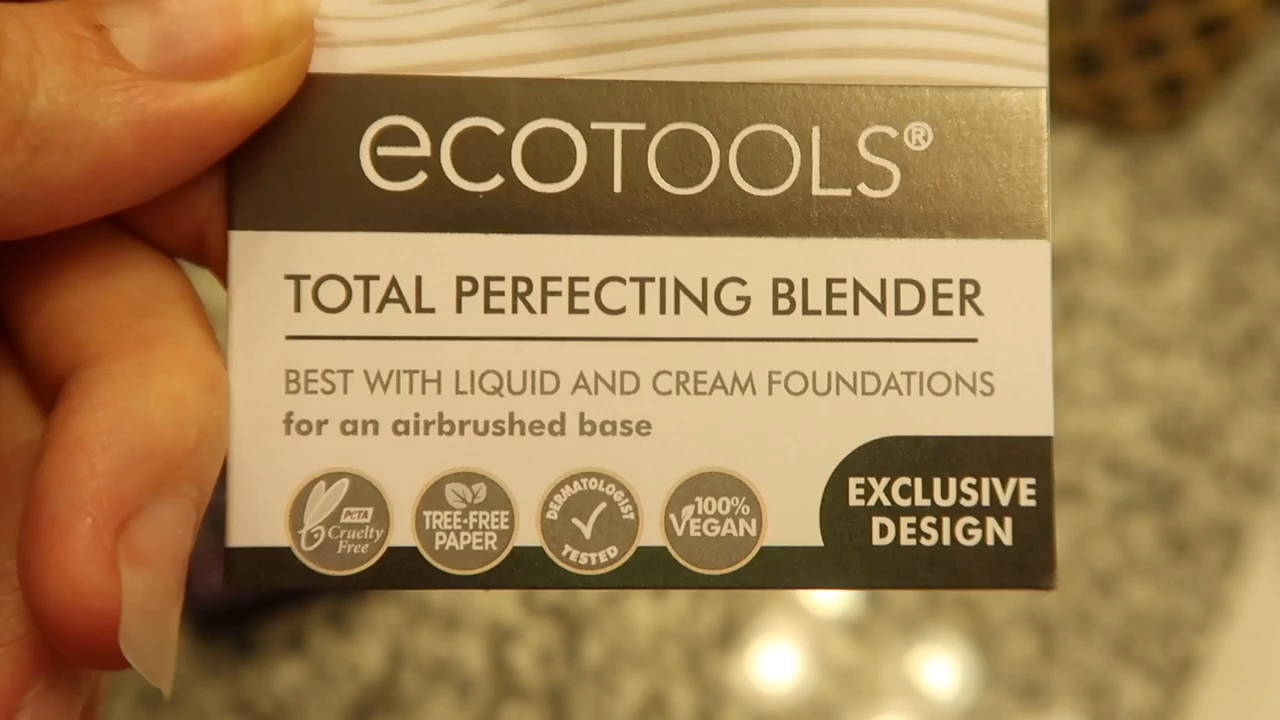 ecoTOOLS®
TOTAL PERFECTING BLENDER
BEST WITH LIQUID AND CREAM FOUNDATIONS
for an airbrushed base
PETA
Cruelty
Free
TREE-FREE
PAPER
DERMATOLOGIST
TESTED
100%
VEGAN
EXCLUSIVE
DESIGN